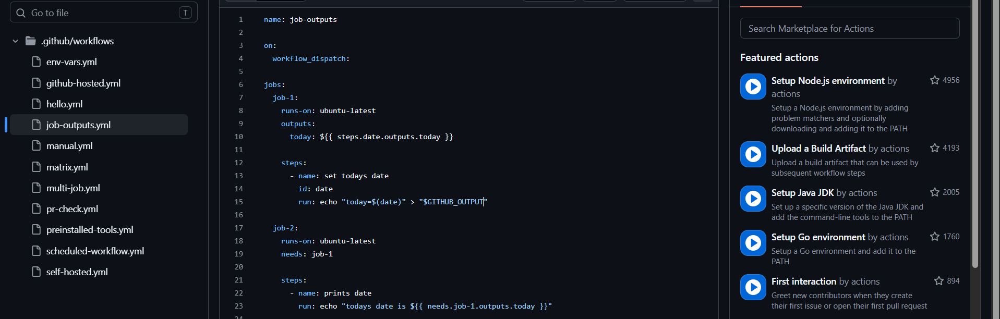 Go to file
T
.github/workflows
env-vars.yml
github-hosted.yml
hello.yml
job-outputs.yml
manual.yml
matrix.yml
multi-job.yml
pr-check.yml
preinstalled-tools.yml
scheduled-workflow.yml
self-hosted.yml
1 name: job-outputs
2
3 on:
4 workflow_dispatch:
5
6 jobs:
7 job-1:
8 runs-on: ubuntu-latest
9 outputs:
10 today: ${{ steps.date.outputs.today }}
11
12 steps:
13 - name: set todays date
14 id: date
15 run: echo "today=$(date)" > "$GITHUB_OUTPUT"
16
17 job-2:
18 runs-on: ubuntu-latest
19 needs: job-1
20
21 steps:
22 - name: prints date
23 run: echo "todays date is ${{ needs.job-1.outputs.today }}"
24
Search Marketplace for Actions
Featured actions
Setup Node.js environment by
actions
4956
Setup a Node.js environment by adding
problem matchers and optionally
downloading and adding it to the PATH
Upload a Build Artifact by actions
4193
Upload a build artifact that can be used by
subsequent workflow steps
Setup Java JDK by actions
2005
Set up a specific version of the Java JDK and
add the command-line tools to the PATH
Setup Go environment by actions
1760
Setup a Go environment and add it to the
PATH
First interaction by actions
894
Greet new contributors when they create
their first issue or open their first pull request